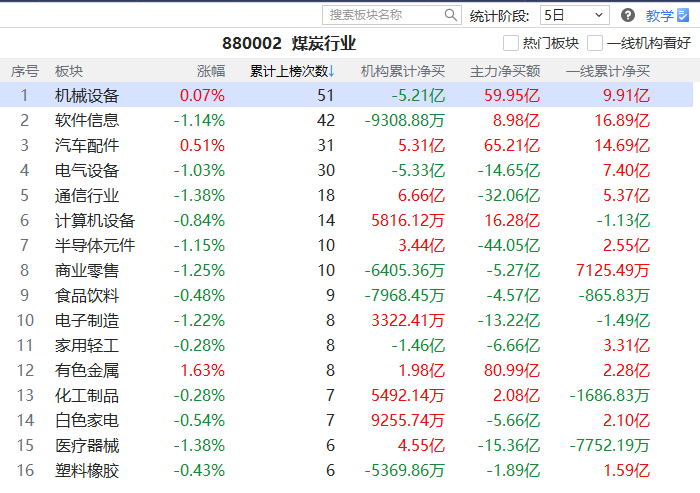 搜索板块名称 统计阶段: 5日 ? 教学
880002 煤炭行业 热门板块 一线机构看好
序号 板块 涨幅 累计上榜次数↓ 机构累计净买 主力净买额 一线累计净买
1 机械设备 0.07% 51 -5.21亿 59.95亿 9.91亿
2 软件信息 -1.14% 42 -9308.88万 8.98亿 16.89亿
3 汽车配件 0.51% 31 5.31亿 65.21亿 14.69亿
4 电气设备 -1.03% 30 -5.33亿 -14.65亿 7.40亿
5 通信行业 -1.38% 18 6.66亿 -32.06亿 5.37亿
6 计算机设备 -0.84% 14 5816.12万 16.28亿 -1.13亿
7 半导体元件 -1.15% 10 3.44亿 -44.05亿 2.55亿
8 商业零售 -1.25% 10 -6405.36万 -5.27亿 7125.49万
9 食品饮料 -0.48% 9 -7968.45万 -4.57亿 -865.83万
10 电子制造 -1.22% 8 3322.41万 -13.22亿 -1.49亿
11 家用轻工 -0.28% 8 -1.46亿 -6.66亿 3.31亿
12 有色金属 1.63% 8 1.98亿 80.99亿 2.28亿
13 化工制品 -0.28% 7 5492.14万 2.08亿 -1686.83万
14 白色家电 -0.54% 7 9255.74万 -5.66亿 2.10亿
15 医疗器械 -1.38% 6 4.55亿 -15.36亿 -7752.19万
16 塑料橡胶 -0.43% 6 -5369.86万 -1.89亿 1.59亿